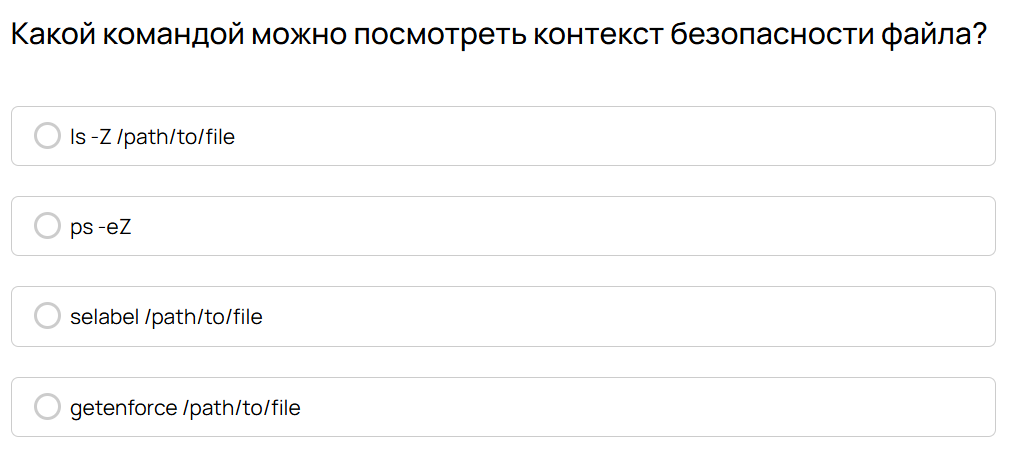 Какой командой можно посмотреть контекст безопасности файла?
ls -Z /path/to/file
ps -eZ
selabel /path/to/file
getenforce /path/to/file